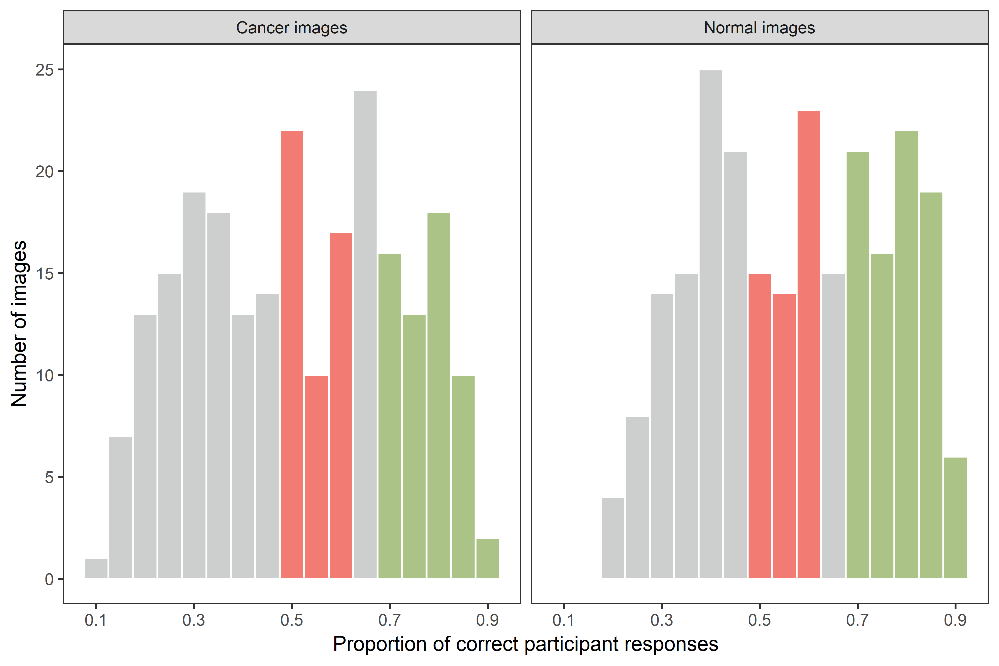 Cancer images
Normal images
25
20
15
10
5
0
Number of images
0.1 0.3 0.5 0.7 0.9
0.1 0.3 0.5 0.7 0.9
Proportion of correct participant responses